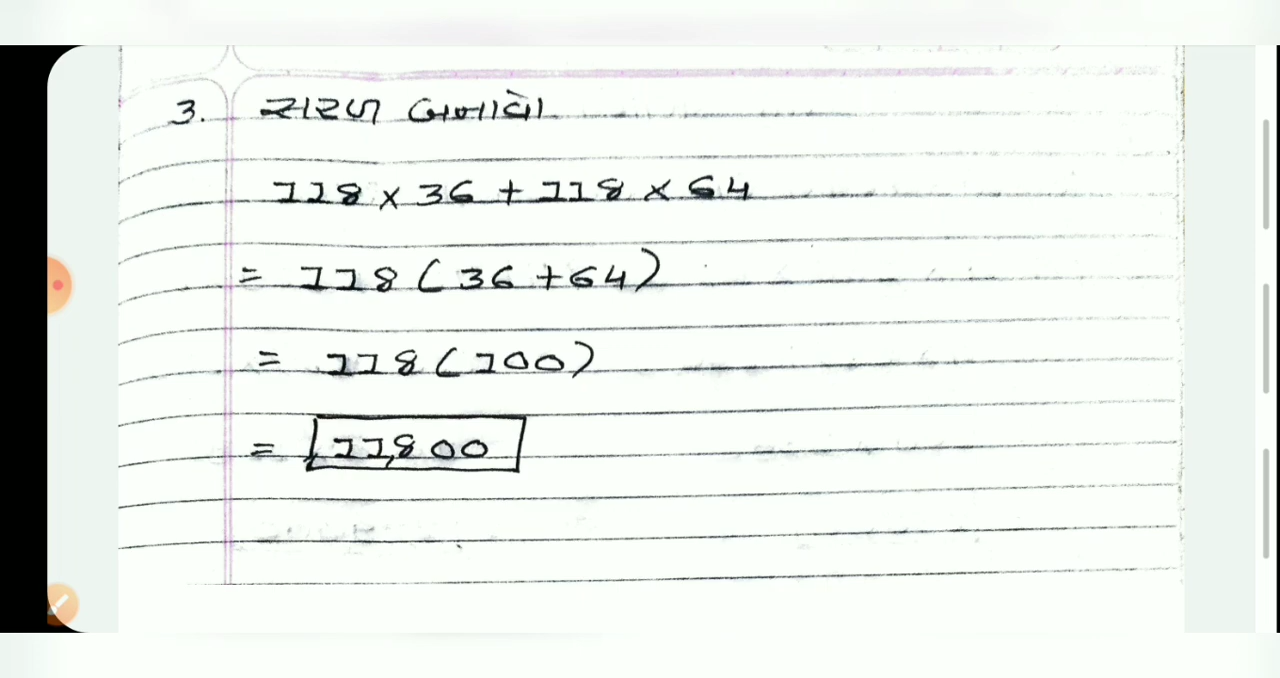 3. સરળ બનાવો
118 × 36 + 118 × 64
= 118 ( 36 + 64 )
= 118 ( 100 )
= 11,800